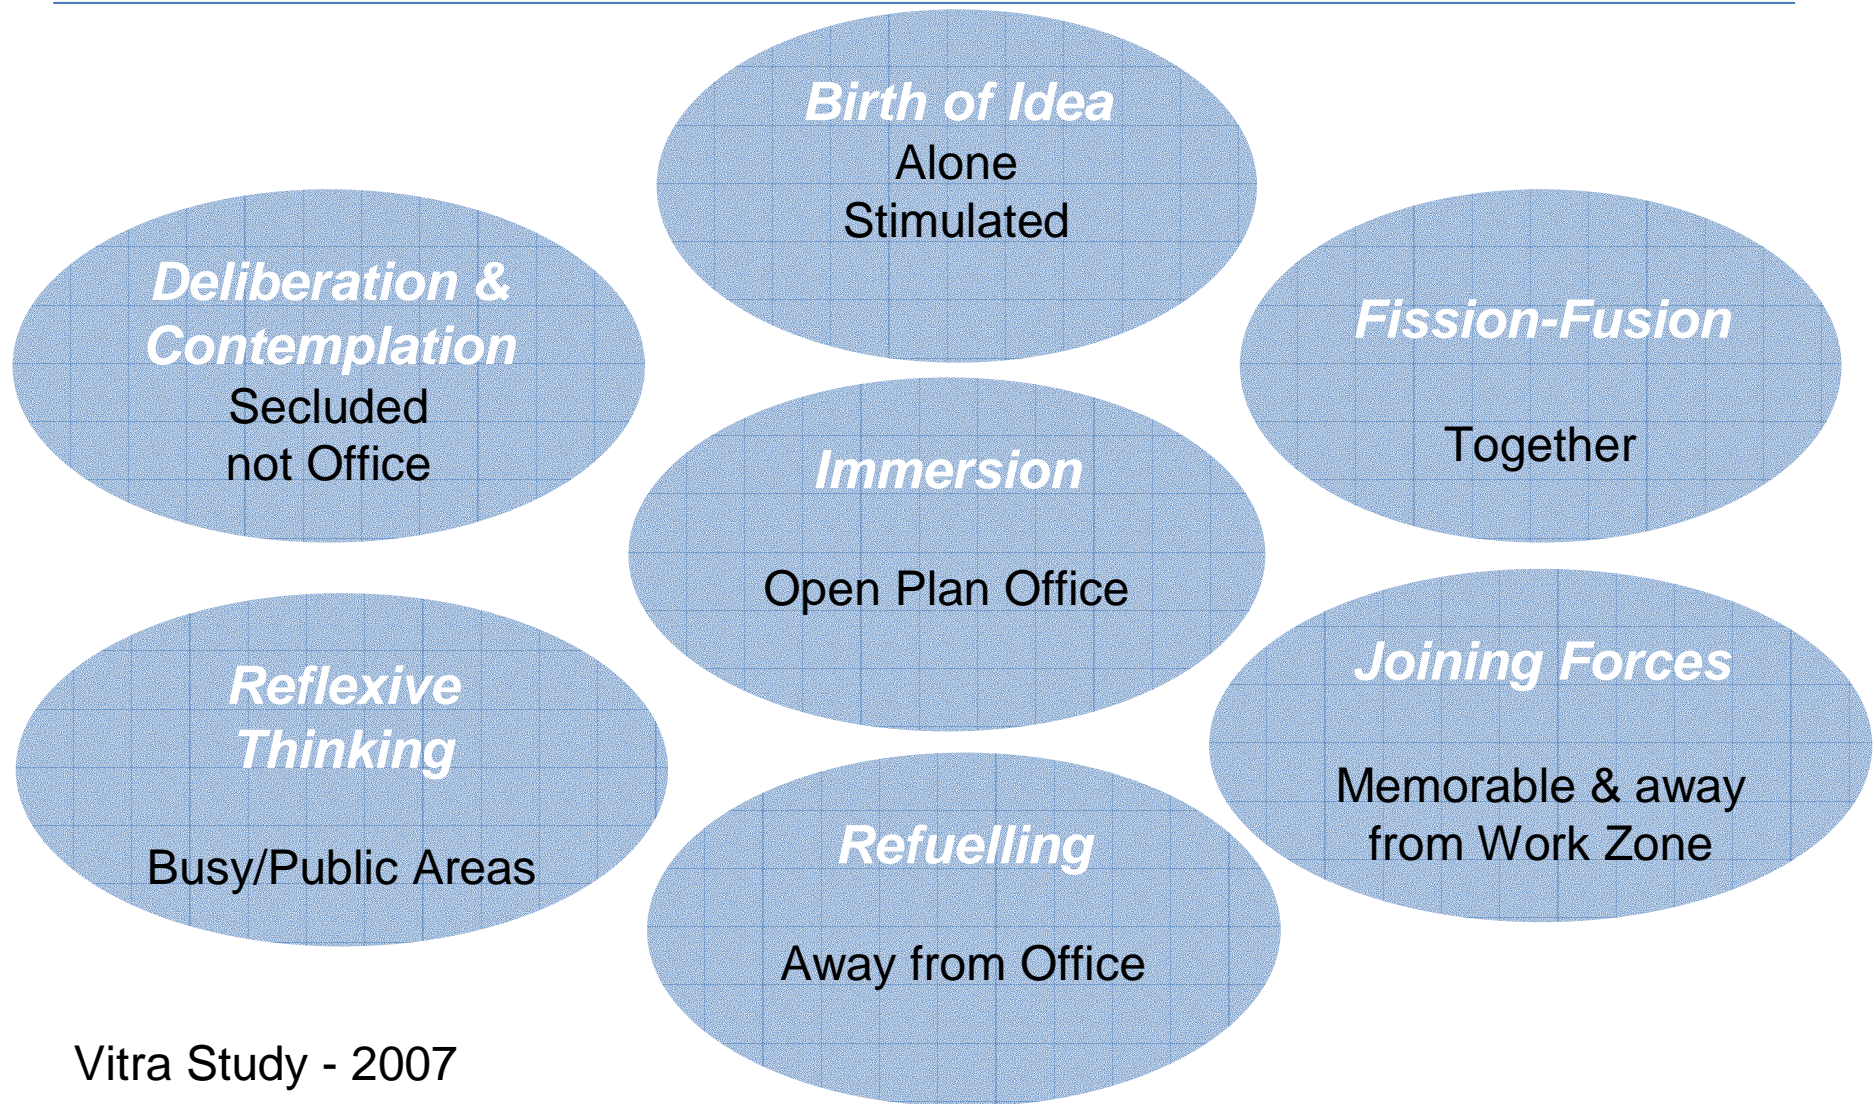 Birth of Idea
Alone
Stimulated
Deliberation &
Contemplation
Secluded
not Office
Fission-Fusion
Together
Immersion
Open Plan Office
Reflexive
Thinking
Busy/Public Areas
Joining Forces
Memorable & away
from Work Zone
Refuelling
Away from Office
Vitra Study - 2007